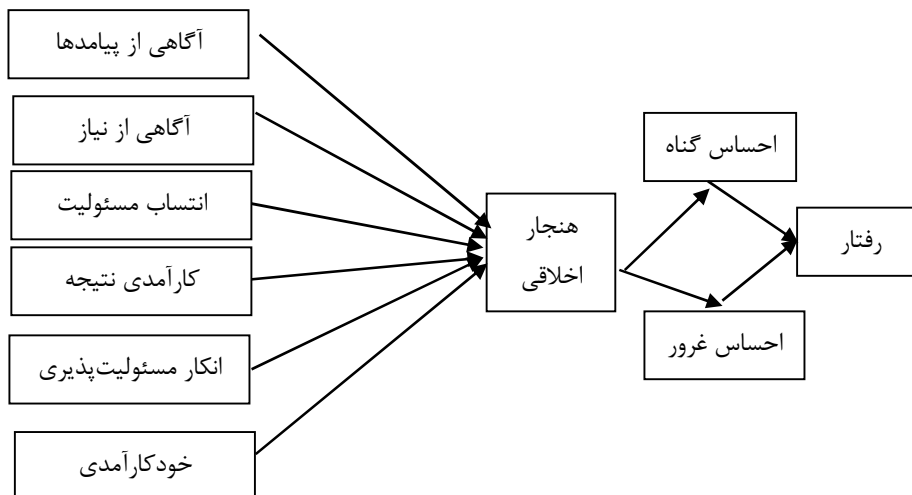 آگاهی از پیامدها
آگاهی از نیاز
انتساب مسئولیت
کارآمدی نتیجه
انکار مسئولیت‌پذیری
خودکارآمدی
هنجار
اخلاقی
احساس گناه
احساس غرور
رفتار